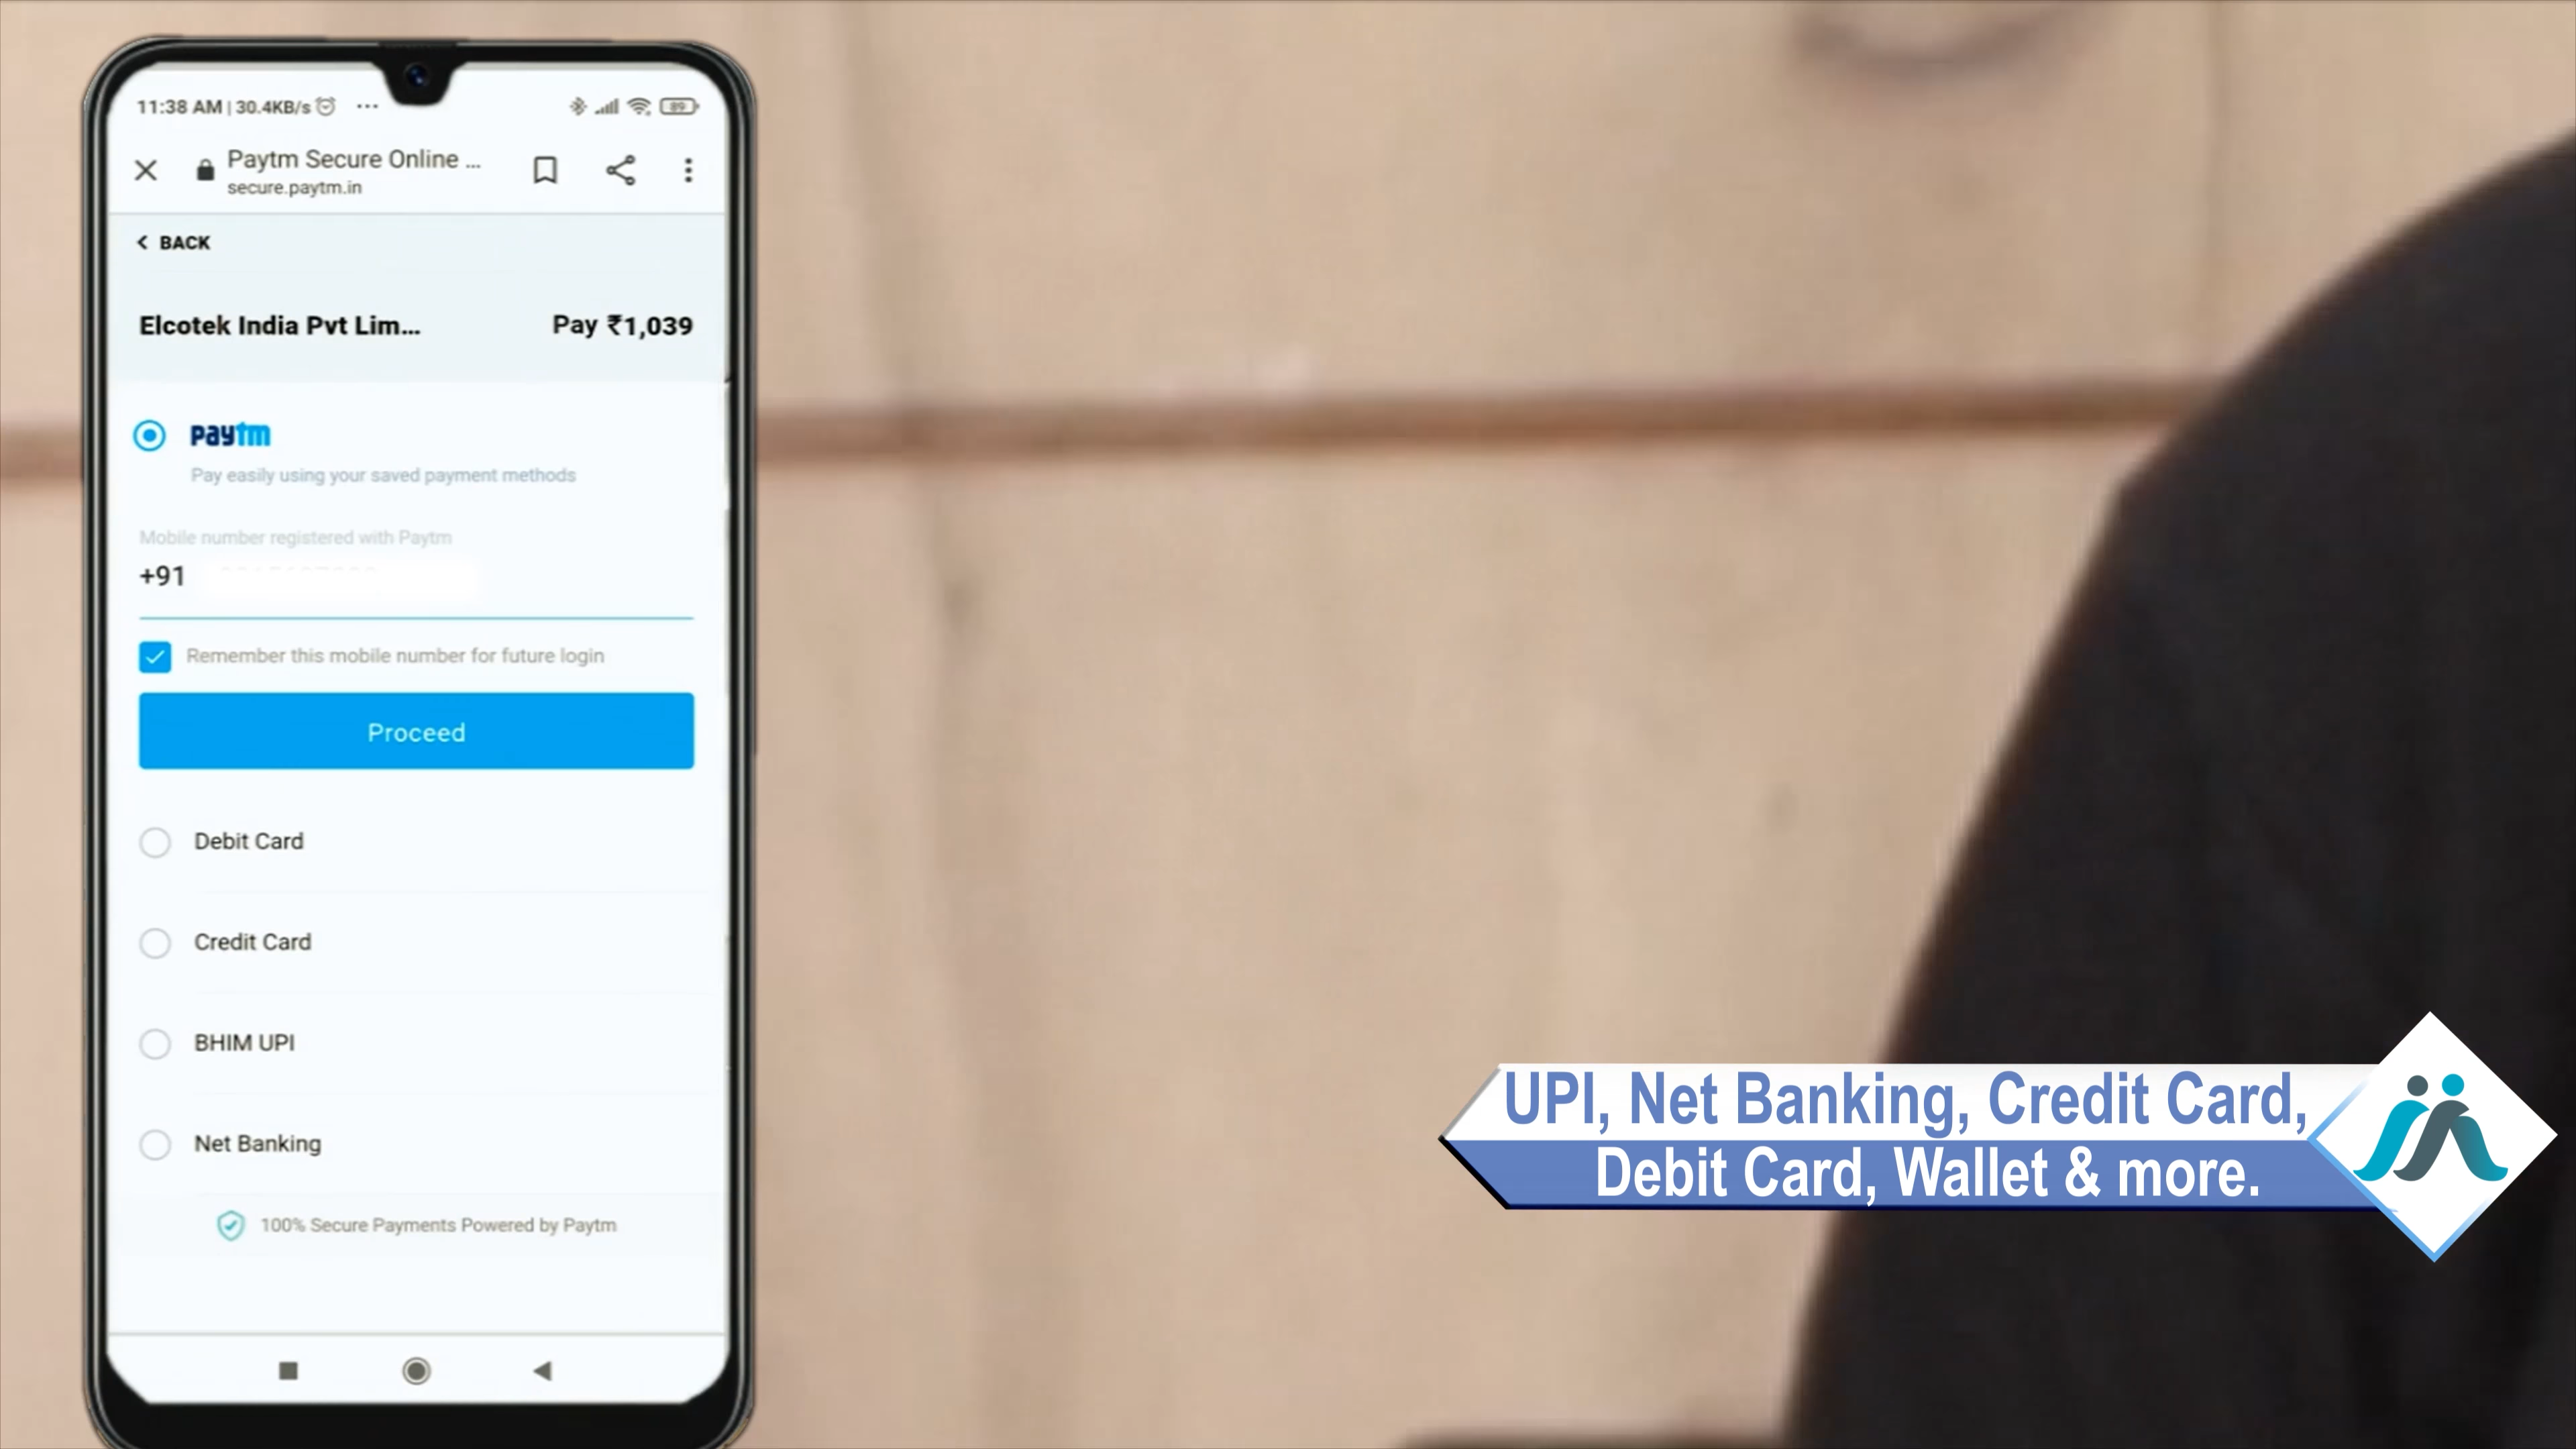 11:38 AM | 30.4KB/s
89
Paytm Secure Online ...
secure.paytm.in
BACK
Elcotek India Pvt Lim... Pay ₹1,039
paytm
Pay easily using your saved payment methods
Mobile number registered with Paytm
+91
Remember this mobile number for future login
Proceed
Debit Card
Credit Card
BHIM UPI
Net Banking
100% Secure Payments Powered by Paytm
UPI, Net Banking, Credit Card,
Debit Card, Wallet & more.